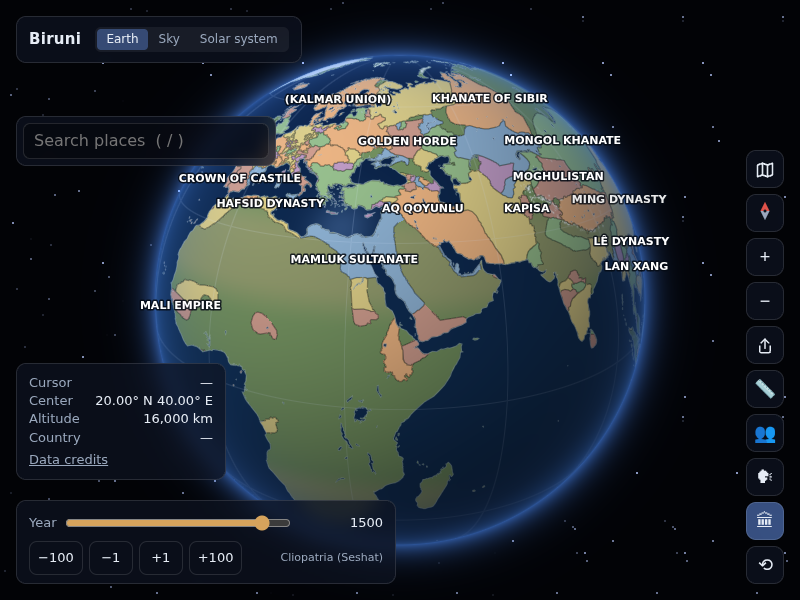 Biruni
Earth
Sky
Solar system
Search places ( / )
(KALMAR UNION)
KHANATE OF SIBIR
GOLDEN HORDE
MONGOL KHANATE
CROWN OF CASTILE
MOGHULISTAN
HAFSID DYNASTY
AQ QOYUNLU
KAPISA
MING DYNASTY
LÊ DYNASTY
MAMLUK SULTANATE
LAN XANG
MALI EMPIRE
Cursor —
Center 20.00° N 40.00° E
Altitude 16,000 km
Country —
Data credits
Year 1500
−100 −1 +1 +100 Cliopatria (Seshat)